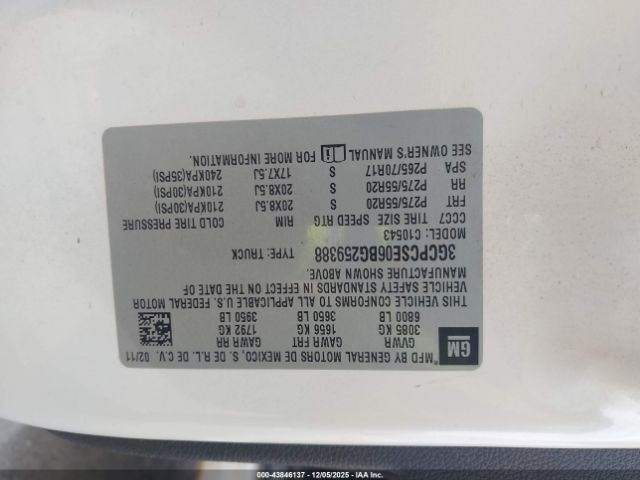 GM
*MFD BY GENERAL MOTORS DE MEXICO, S. DE R.L. DE C.V. 02/11
GVWR GAWR FRT GAWR RR
3085 KG 1656 KG 1792 KG
6800 LB 3650 LB 3950 LB
THIS VEHICLE CONFORMS TO ALL APPLICABLE U.S. FEDERAL MOTOR
VEHICLE SAFETY STANDARDS IN EFFECT ON THE DATE OF
MANUFACTURE SHOWN ABOVE.
3GCPCSE06BG259388 TYPE: TRUCK
C10543
CCC7 TIRE SIZE SPEED RTG RIM COLD TIRE PRESSURE
FRT P275/55R20 S 20X8.5J 210KPA(30PSI)
RR P275/55R20 S 20X8.5J 210KPA(30PSI)
SPA P265/70R17 S 17X7.5J 240KPA(35PSI)
SEE OWNER'S MANUAL FOR MORE INFORMATION.
000-43846137 - 12/05/2025 - IAA Inc.